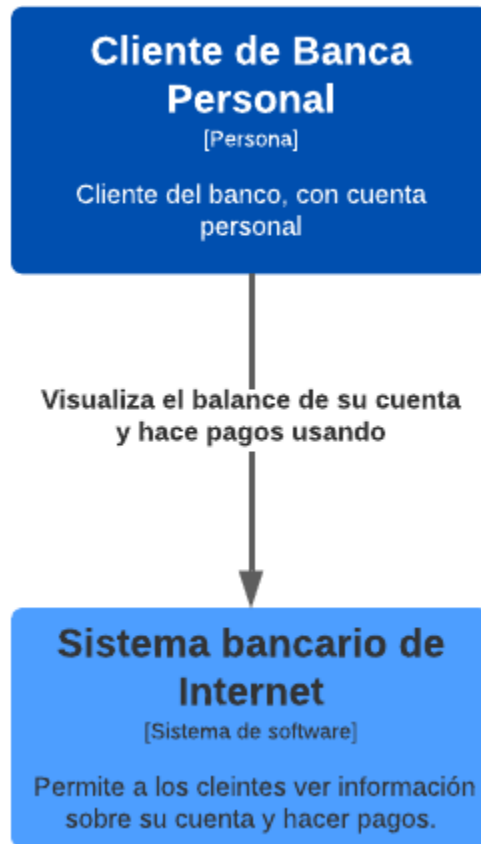 Cliente de Banca
Personal
[Persona]
Cliente del banco, con cuenta
personal
Visualiza el balance de su cuenta
y hace pagos usando
Sistema bancario de
Internet
[Sistema de software]
Permite a los cleintes ver información
sobre su cuenta y hacer pagos.